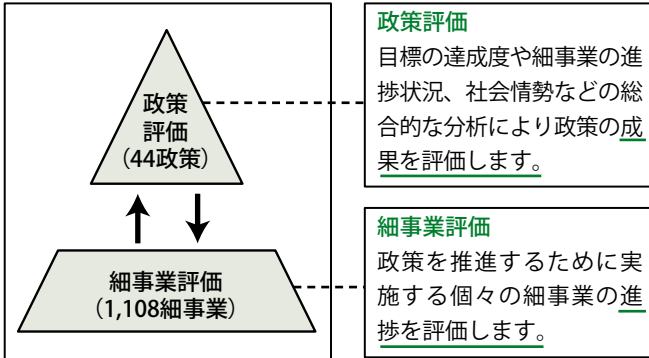 政策
評価
（44政策）
細事業評価
（1,108細事業）
政策評価
目標の達成度や細事業の進
捗状況、社会情勢などの総
合的な分析により政策の成
果を評価します。
細事業評価
政策を推進するために実
施する個々の細事業の進
捗を評価します。